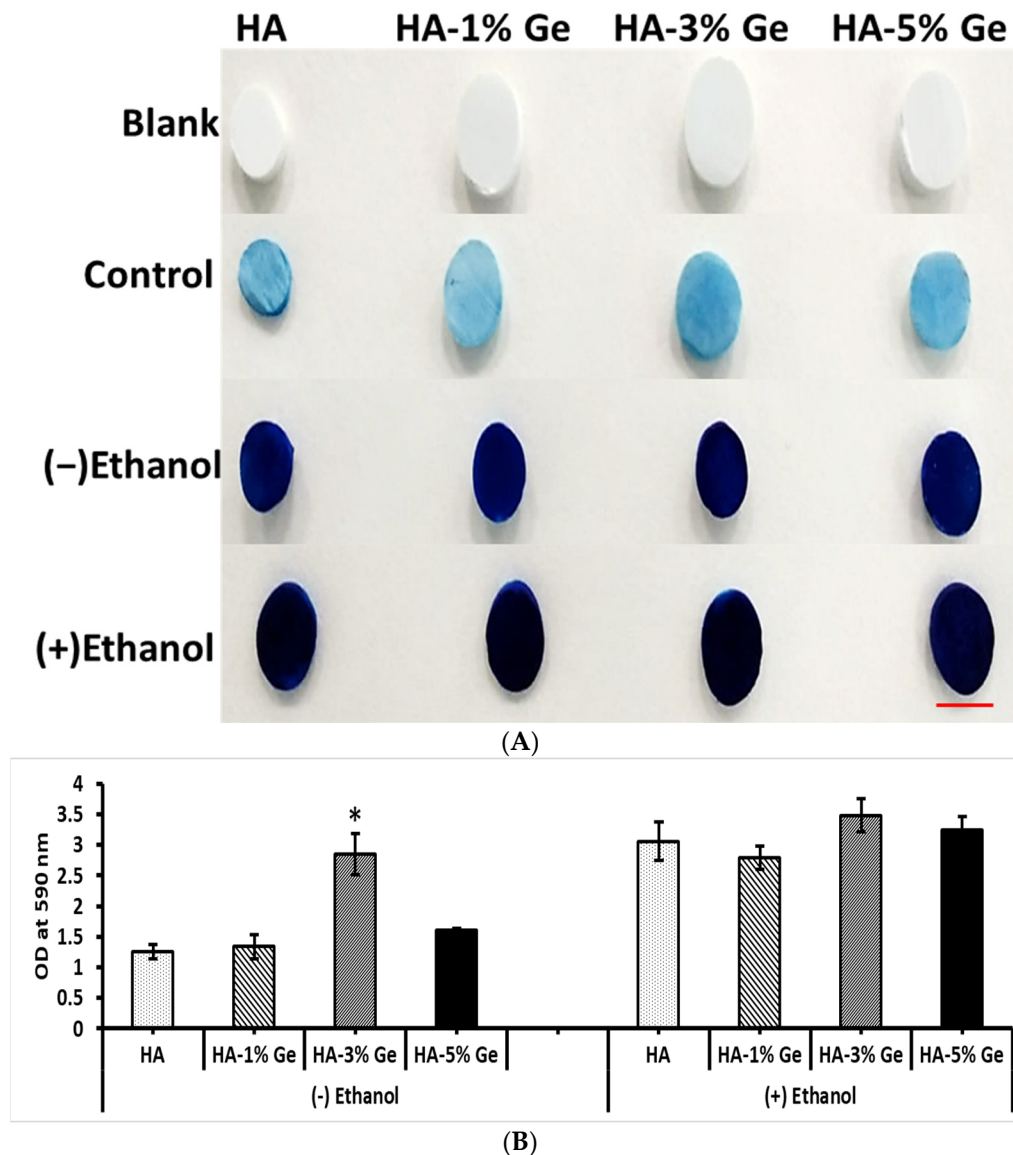 HA HA-1% Ge HA-3% Ge HA-5% Ge
Blank
Control
(−)Ethanol
(+)Ethanol
(A)
4
3.5
3
2.5
2
1.5
1
0.5
0
OD at 590 nm
*
HA HA-1% Ge HA-3% Ge HA-5% Ge HA HA-1% Ge HA-3% Ge HA-5% Ge
(-) Ethanol (+) Ethanol
(B)